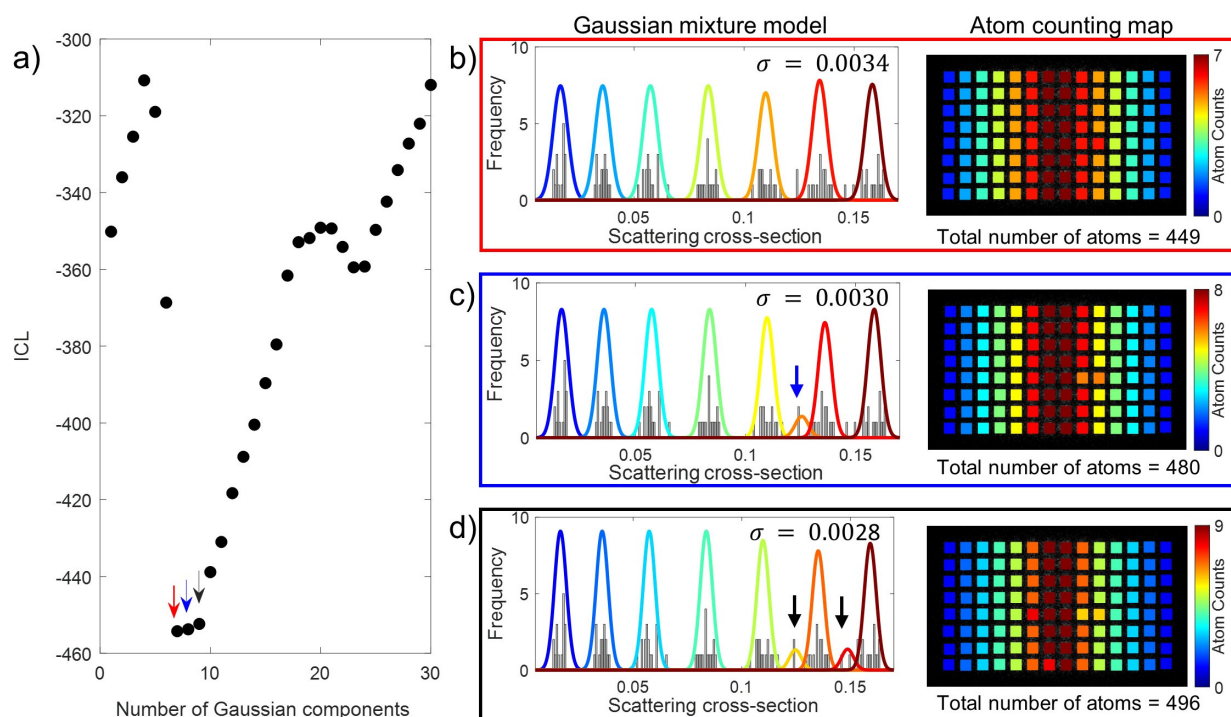 a)
-300
-320
-340
-360
-380
-400
-420
-440
-460
ICL
0
10
20
30
Number of Gaussian components
Gaussian mixture model
Atom counting map
b)
10
5
0
Frequency
σ = 0.0034
0.05
0.1
0.15
Scattering cross-section
7
0
Atom Counts
Total number of atoms = 449
c)
10
5
0
Frequency
σ = 0.0030
0.05
0.1
0.15
Scattering cross-section
8
0
Atom Counts
Total number of atoms = 480
d)
10
5
0
Frequency
σ = 0.0028
0.05
0.1
0.15
Scattering cross-section
9
0
Atom Counts
Total number of atoms = 496